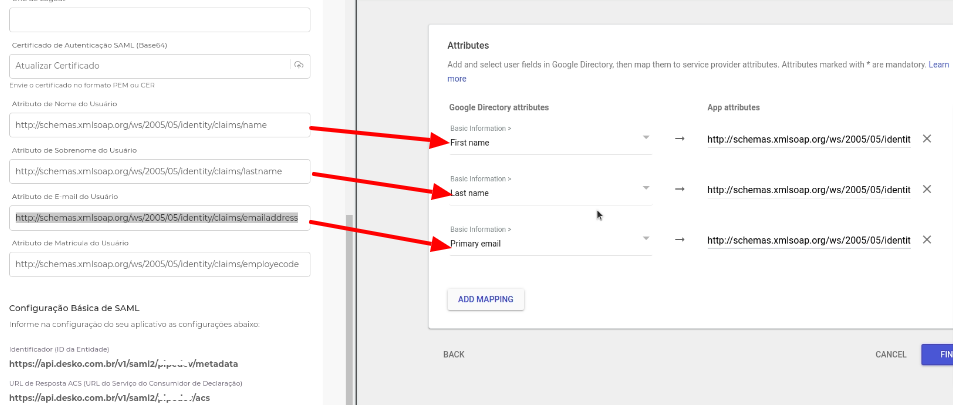 Certificado de Autenticação SAML (Base64)
Atualizar Certificado
Envie o certificado no formato PEM ou CER
Atributo de Nome do Usuário
http://schemas.xmlsoap.org/ws/2005/05/identity/claims/name
Atributo de Sobrenome do Usuário
http://schemas.xmlsoap.org/ws/2005/05/identity/claims/lastname
Atributo de E-mail do Usuário
http://schemas.xmlsoap.org/ws/2005/05/identity/claims/emailaddress
Atributo de Matrícula do Usuário
http://schemas.xmlsoap.org/ws/2005/05/identity/claims/employecode
Configuração Básica de SAML
Informe na configuração do seu aplicativo as configurações abaixo:
Identificador (ID da Entidade)
https://api.desko.com.br/v1/saml2/ /metadata
URL de Resposta ACS (URL do Serviço do Consumidor de Declaração)
https://api.desko.com.br/v1/saml2/ /acs
Attributes
Add and select user fields in Google Directory, then map them to service provider attributes. Attributes marked with * are mandatory. Learn
more
Google Directory attributes
App attributes
Basic Information >
First name
→ http://schemas.xmlsoap.org/ws/2005/05/identit
Basic Information >
Last name
→ http://schemas.xmlsoap.org/ws/2005/05/identit
Basic Information >
Primary email
→ http://schemas.xmlsoap.org/ws/2005/05/identit
ADD MAPPING
BACK
CANCEL
FIN